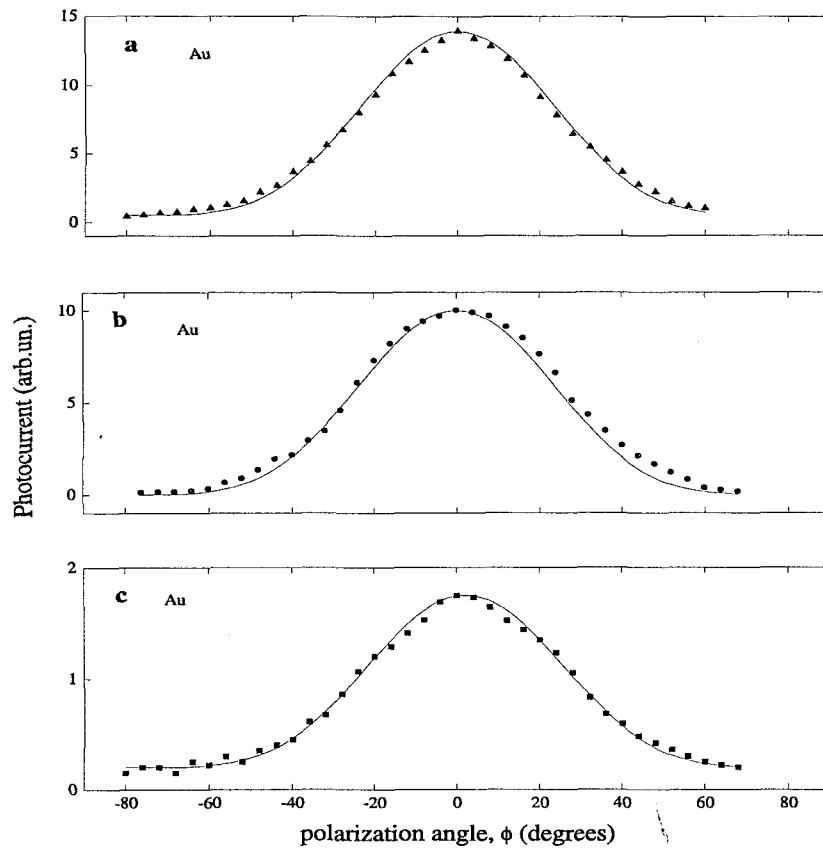 a Au
15
10
5
0
b Au
10
5
0
Photocurrent (arb.un.)
c Au
2
1
0
-80 -60 -40 -20 0 20 40 60 80
polarization angle, ϕ (degrees)